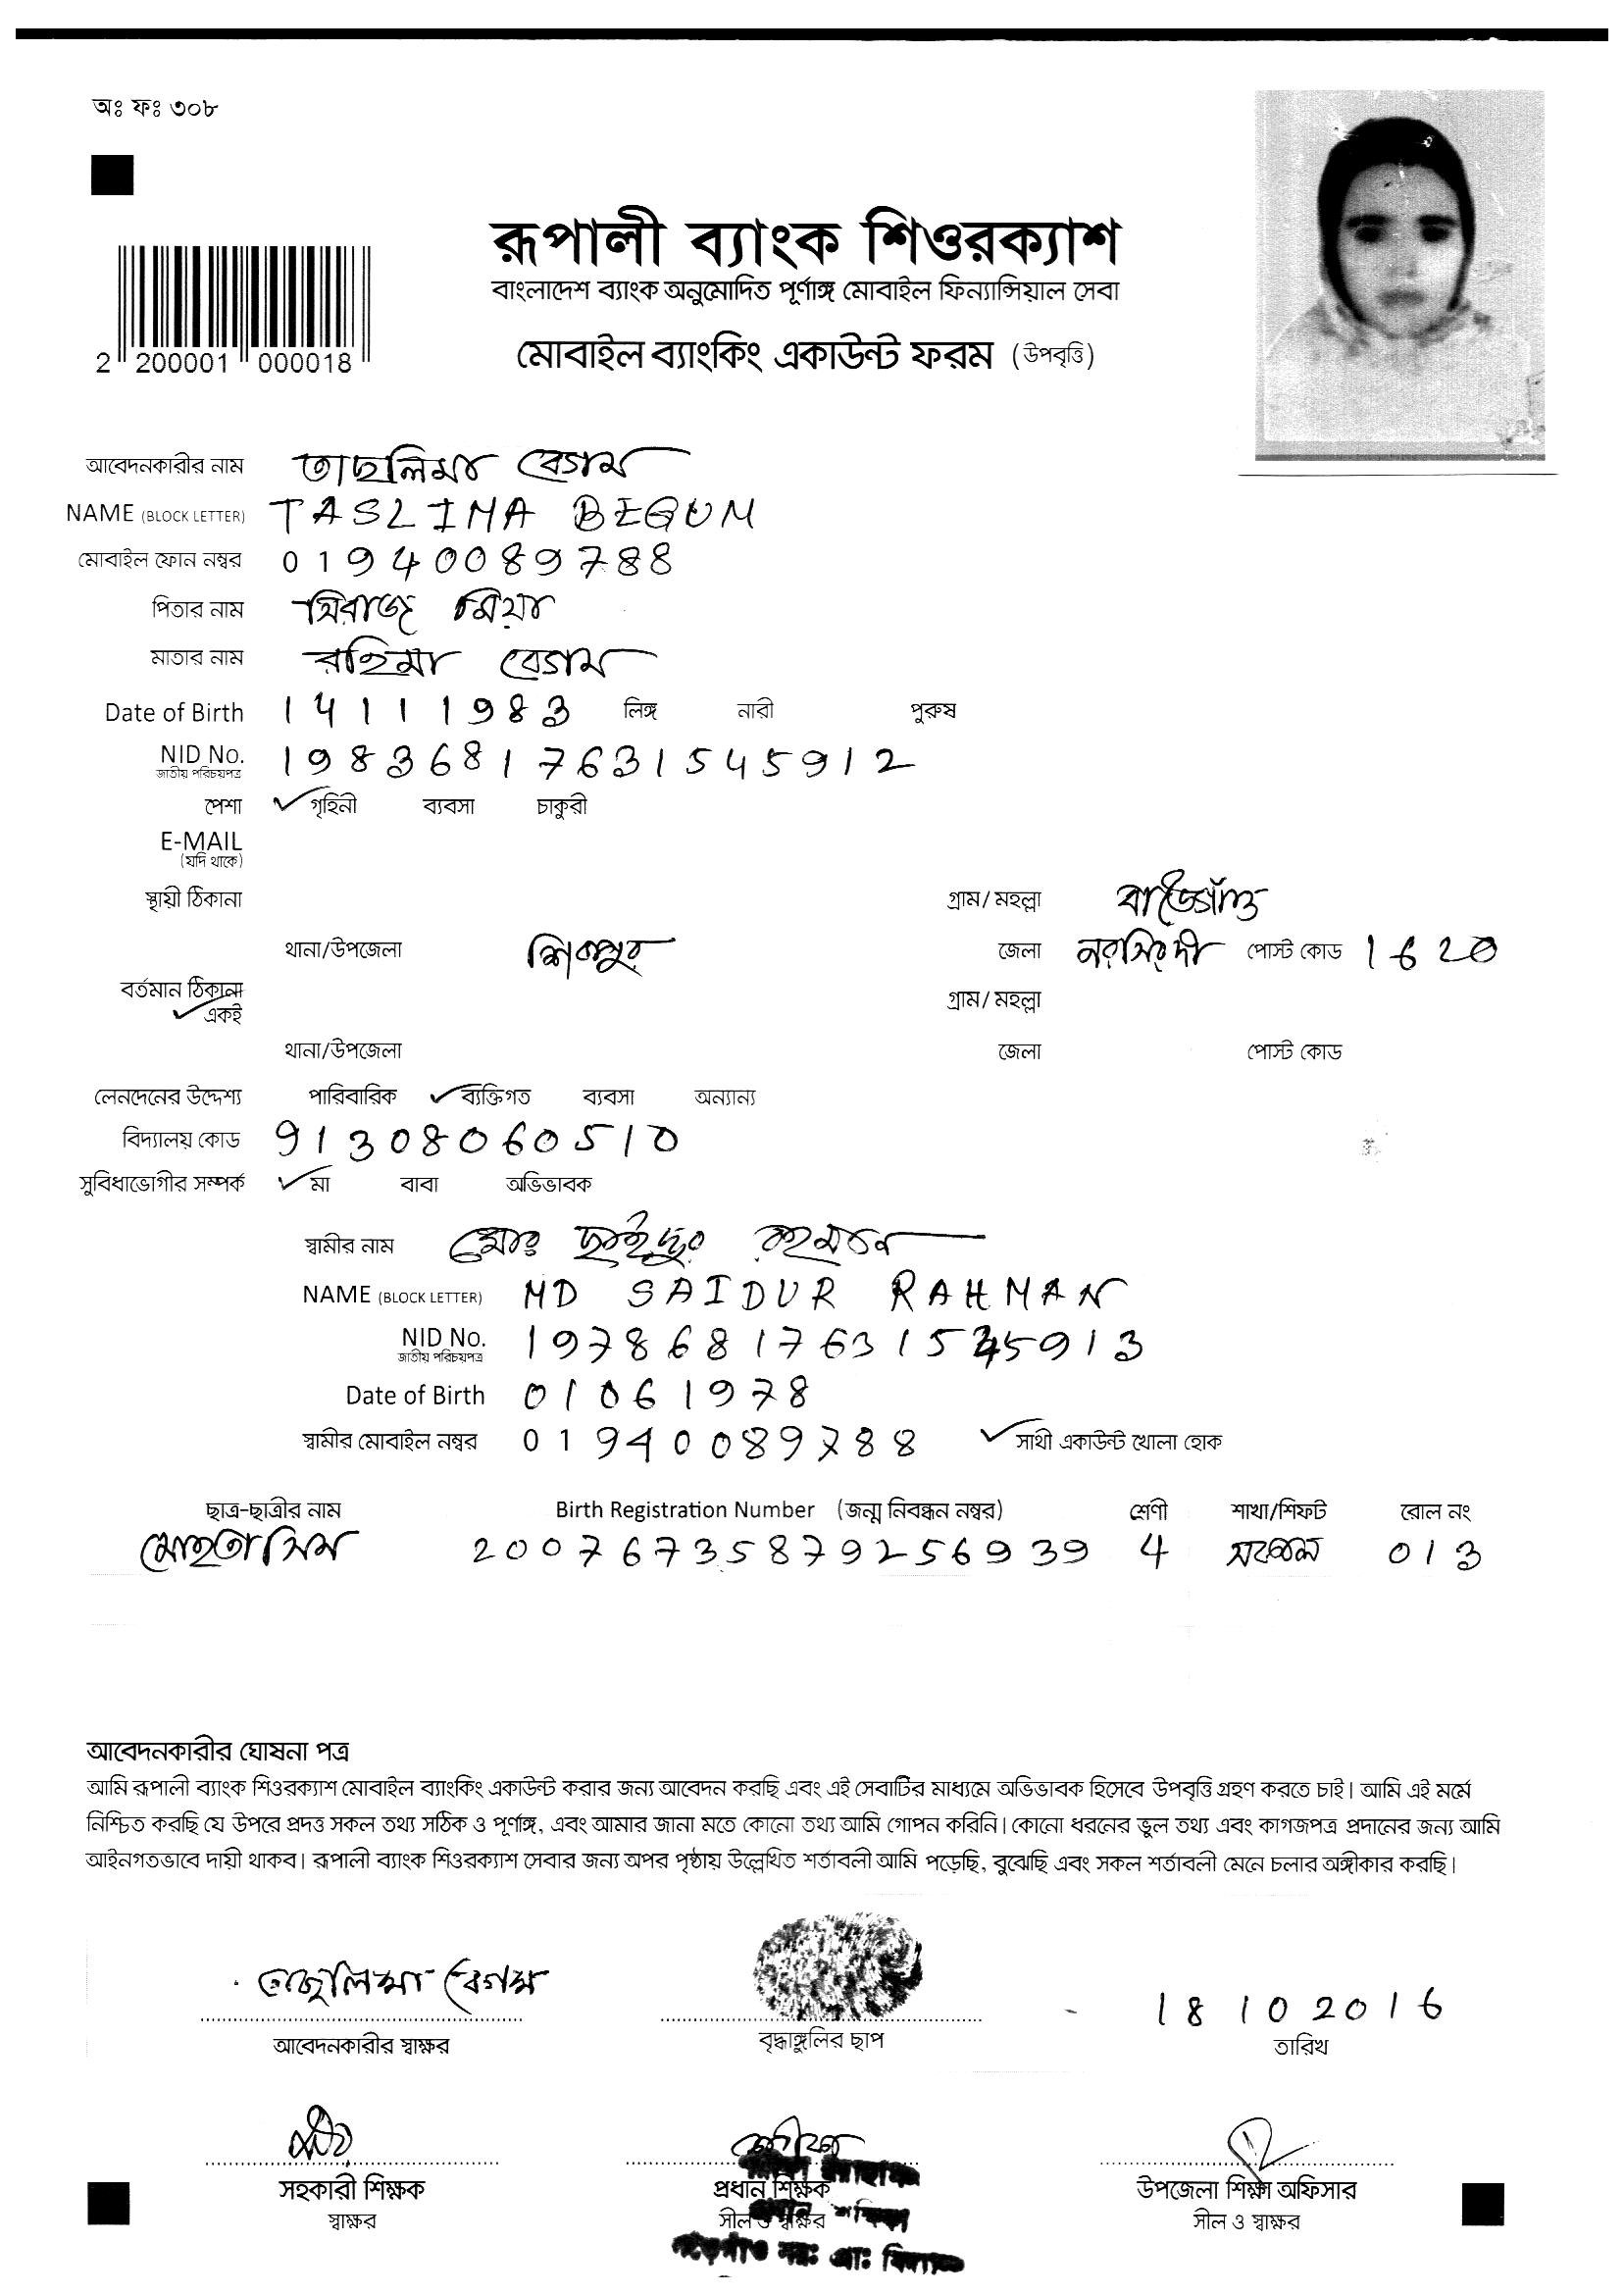 অঃ ফঃ ৩০৮
রূপালী ব্যাংক শিওরক্যাশ
বাংলাদেশ ব্যাংক অনুমোদিত পূর্ণাঙ্গ মোবাইল ফিন্যান্সিয়াল সেবা
মোবাইল ব্যাংকিং একাউন্ট ফরম (উপবৃত্তি)
2 200001 000018
আবেদনকারীর নাম তাছলিমা বেগম
NAME (BLOCK LETTER) TASLIMA BEGUM
মোবাইল ফোন নম্বর 01940089788
পিতার নাম সিরাজ মিয়া
মাতার নাম রহিমা বেগম
Date of Birth 14111983 লিঙ্গ নারী পুরুষ
NID No. 19836817631545912
জাতীয় পরিচয়পত্র
পেশা গৃহিনী ব্যবসা চাকুরী
E-MAIL
(যদি থাকে)
স্থায়ী ঠিকানা গ্রাম/ মহল্লা
থানা/উপজেলা শিবপুর জেলা নরসিংদী পোস্ট কোড 1620
বর্তমান ঠিকানা গ্রাম/ মহল্লা
একই
থানা/উপজেলা জেলা পোস্ট কোড
লেনদেনের উদ্দেশ্য পারিবারিক ব্যক্তিগত ব্যবসা অন্যান্য
বিদ্যালয় কোড 91308060510
সুবিধাভোগীর সম্পর্ক মা বাবা অভিভাবক
স্বামীর নাম মোঃ ছাইদুর রহমান
NAME (BLOCK LETTER) MD SAIDUR RAHMAN
NID No.
জাতীয় পরিচয়পত্র
Date of Birth 01061978
স্বামীর মোবাইল নম্বর 01940089788 সাথী একাউন্ট খোলা হোক
ছাত্র-ছাত্রীর নাম Birth Registration Number (জন্ম নিবন্ধন নম্বর) শ্রেণী শাখা/শিফট রোল নং
মোহতাসিম 20076735879256939 4 013
আবেদনকারীর ঘোষনা পত্র
আমি রূপালী ব্যাংক শিওরক্যাশ মোবাইল ব্যাংকিং একাউন্ট করার জন্য আবেদন করছি এবং এই সেবাটির মাধ্যমে অভিভাবক হিসেবে উপবৃত্তি গ্রহণ করতে চাই। আমি এই মর্মে
নিশ্চিত করছি যে উপরে প্রদত্ত সকল তথ্য সঠিক ও পূর্ণাঙ্গ, এবং আমার জানা মতে কোনো তথ্য আমি গোপন করিনি। কোনো ধরনের ভুল তথ্য এবং কাগজপত্র প্রদানের জন্য আমি
আইনগতভাবে দায়ী থাকব। রূপালী ব্যাংক শিওরক্যাশ সেবার জন্য অপর পৃষ্ঠায় উল্লেখিত শর্তাবলী আমি পড়েছি, বুঝেছি এবং সকল শর্তাবলী মেনে চলার অঙ্গীকার করছি।
তাছলিমা বেগম 18 10 2016
আবেদনকারীর স্বাক্ষর বৃদ্ধাঙ্গুলির ছাপ তারিখ
সহকারী শিক্ষক প্রধান শিক্ষক উপজেলা শিক্ষা অফিসার
স্বাক্ষর সীল ও স্বাক্ষর সীল ও স্বাক্ষর